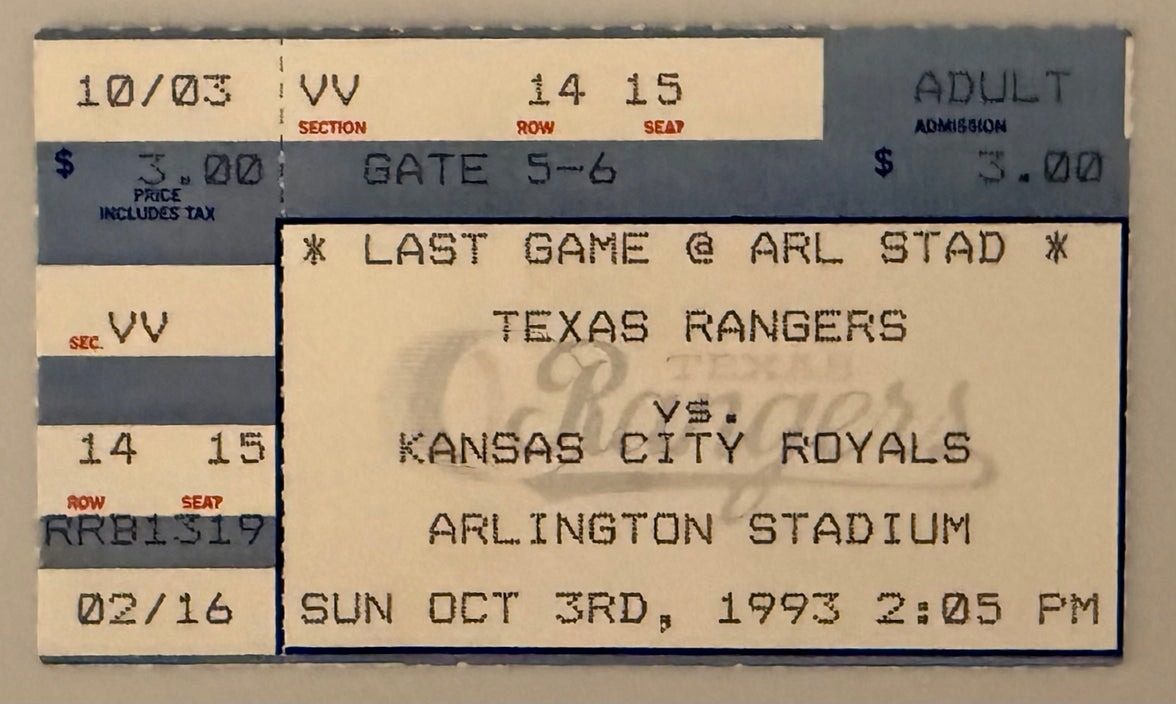 10/03
$ 3.00
PRICE
INCLUDES TAX
SEC. VV
14 15
ROW SEAT
RRB1319
02/16
VV 14 15
SECTION ROW SEAT
ADULT
ADMISSION
GATE 5-6 $ 3.00
* LAST GAME @ ARL STAD *
TEXAS RANGERS
TEXAS
Rangers
vs.
KANSAS CITY ROYALS
ARLINGTON STADIUM
SUN OCT 3RD, 1993 2:05 PM